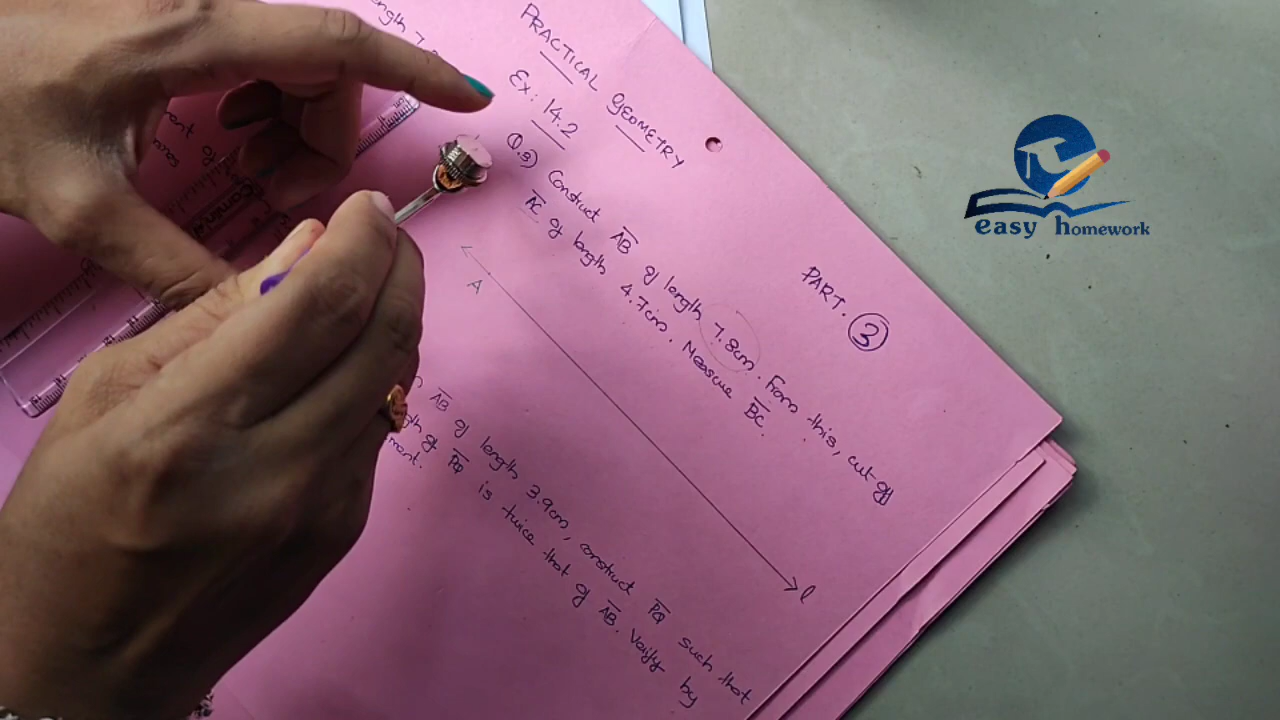 PRACTICAL GEOMETRY
Ex: 14.2
PART. 3
Q.3) Construct AB of length 7.8cm. From this, cut off
AC of length 4.7cm. Measure BC.
A
l
AB of length 3.9cm, construct PQ such that
of PQ is twice that of AB. Verify by
easy homework